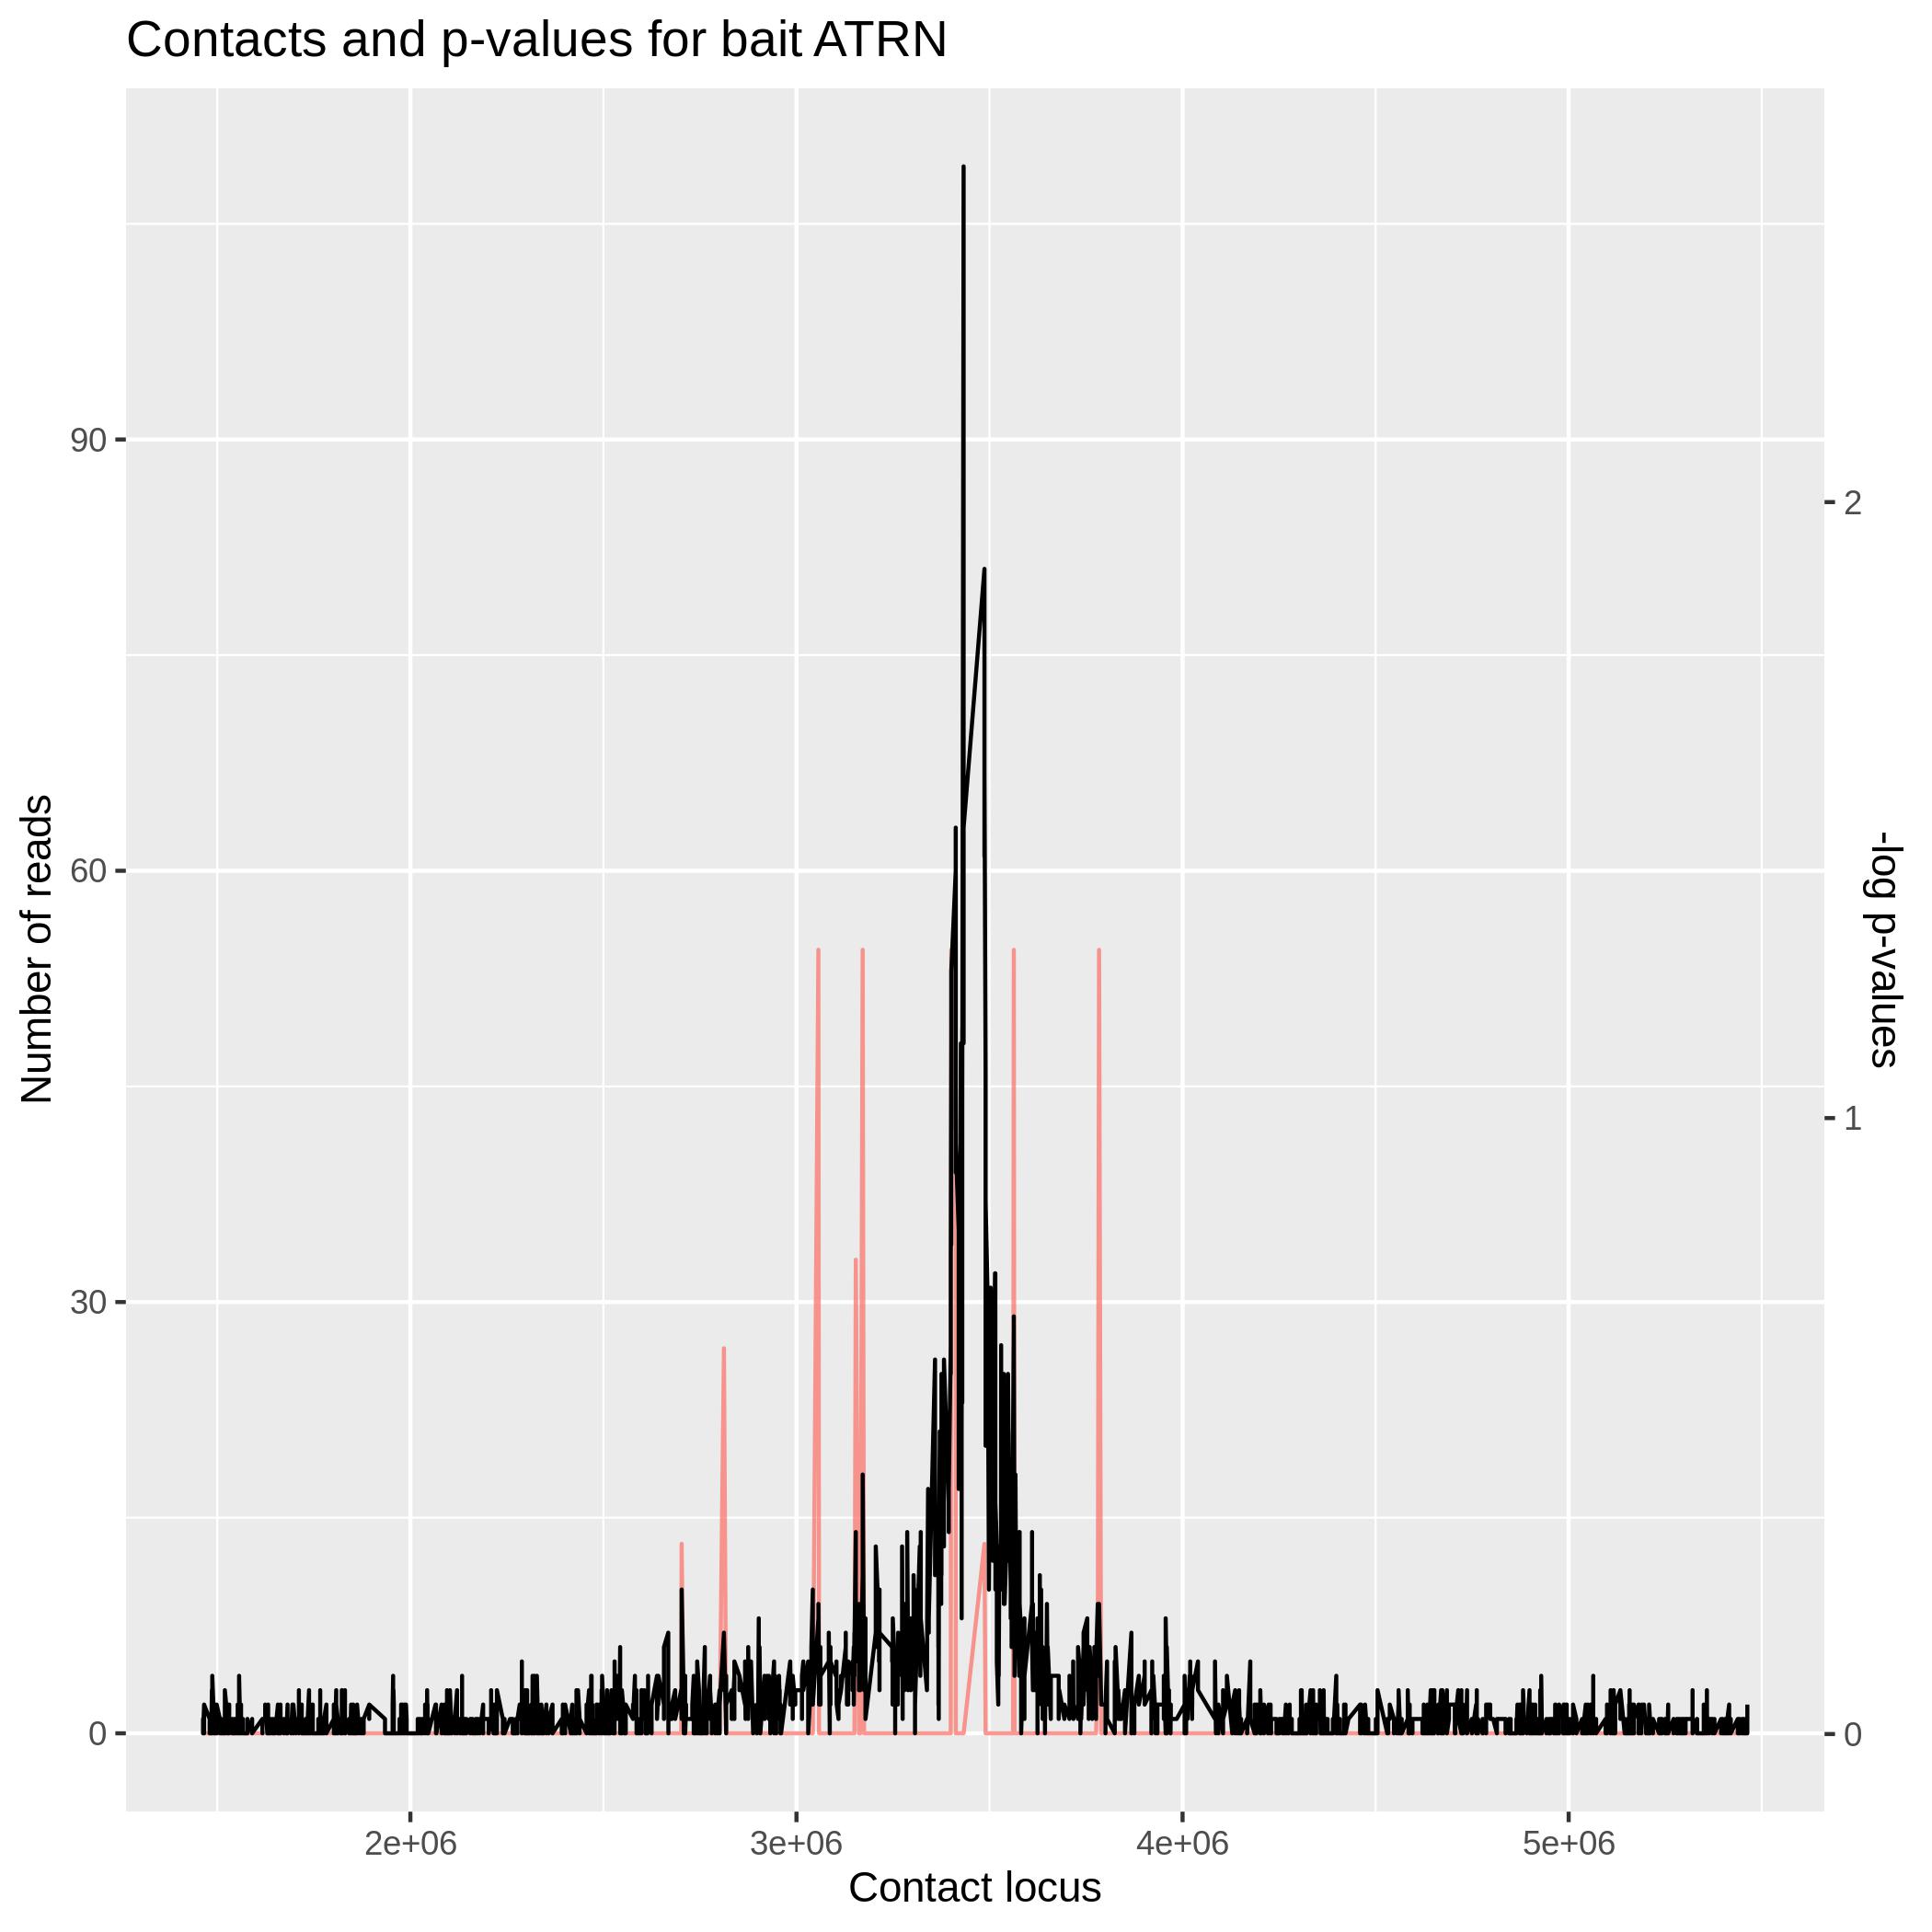 Contacts and p-values for bait ATRN
Number of reads
90
60
30
0
2
1
0
-log p-values
2e+06
3e+06
4e+06
5e+06
Contact locus